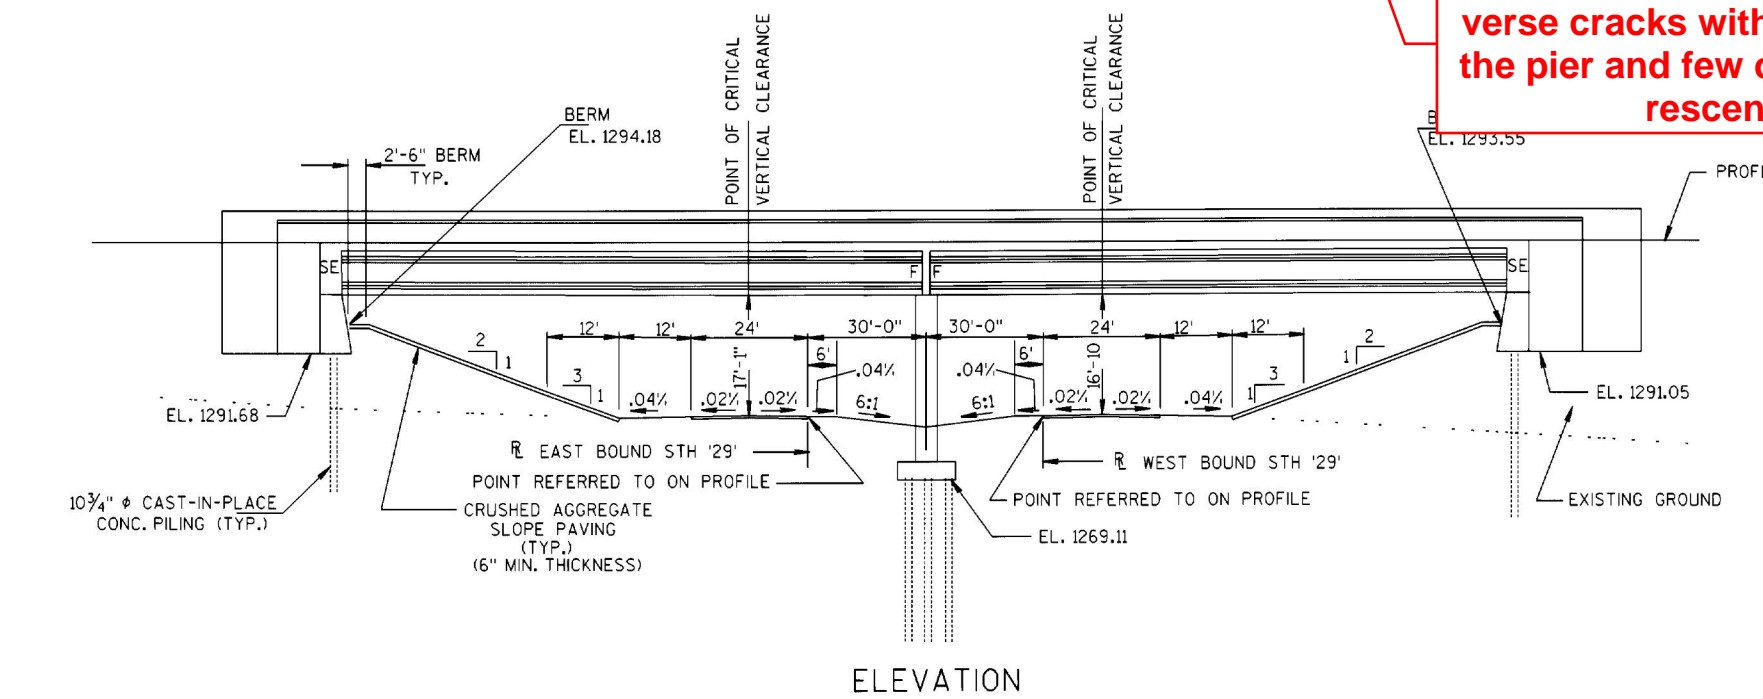 verse cracks with
the pier and few
rescen
POINT OF CRITICAL
VERTICAL CLEARANCE
POINT OF CRITICAL
VERTICAL CLEARANCE
BERM
EL. 1294.18
EL. 1293.55
2'-6" BERM
TYP.
PROFI
SE
F
F
SE
12'
12'
24'
30'-0"
30'-0"
24'
12'
12'
2
1
3
1
17'-1"
6'
6'
16'-10
2
1
3
1
.04%
.02%
.02%
.04%
6:1
6:1
.04%
.02%
.02%
.04%
EL. 1291.68
EL. 1291.05
℞ EAST BOUND STH '29'
℞ WEST BOUND STH '29'
POINT REFERRED TO ON PROFILE
POINT REFERRED TO ON PROFILE
10¾" φ CAST-IN-PLACE
CONC. PILING (TYP.)
CRUSHED AGGREGATE
SLOPE PAVING
(TYP.)
(6" MIN. THICKNESS)
EXISTING GROUND
EL. 1269.11
ELEVATION